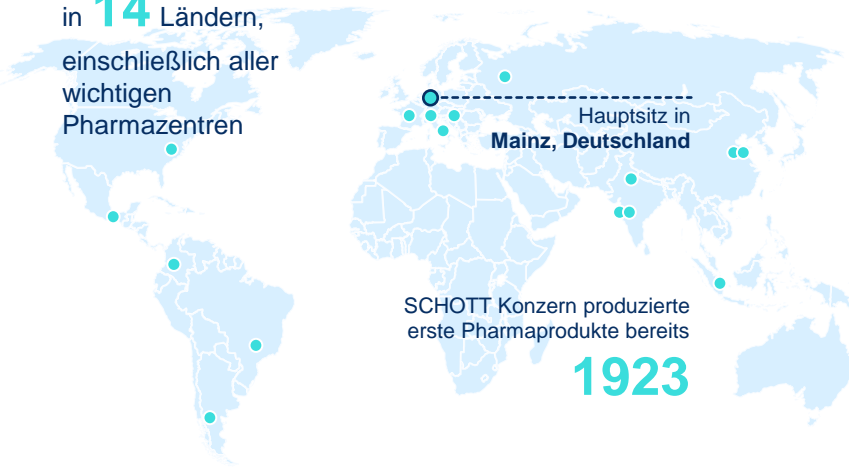 in 14 Ländern,
einschließlich aller
wichtigen
Pharmazentren
Hauptsitz in
Mainz, Deutschland
SCHOTT Konzern produzierte
erste Pharmaprodukte bereits
1923